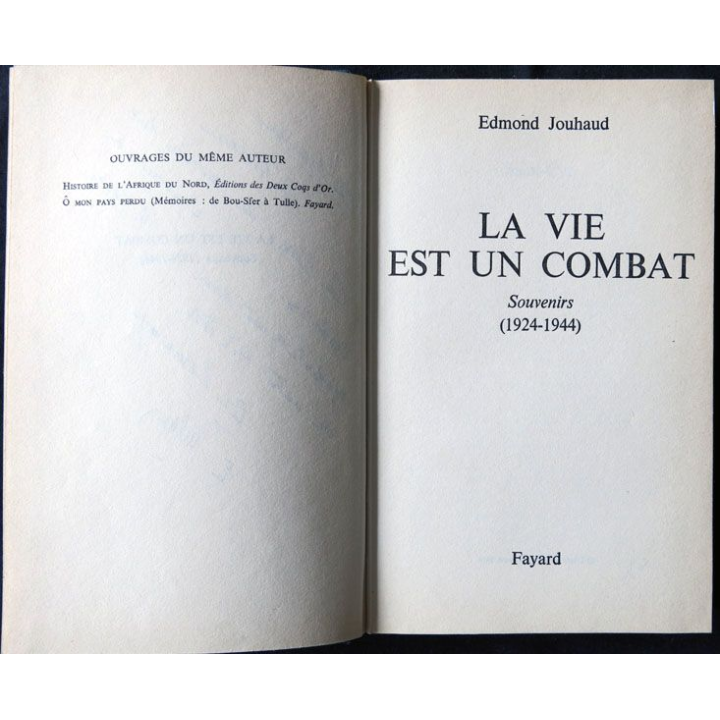 OUVRAGES DU MÊME AUTEUR
HISTOIRE DE L'AFRIQUE DU NORD, Éditions des Deux Coqs d'Or.
Ô MON PAYS PERDU (Mémoires : de Bou-Sfer à Tulle). Fayard.
Edmond Jouhaud
LA VIE
EST UN COMBAT
Souvenirs
(1924-1944)
Fayard